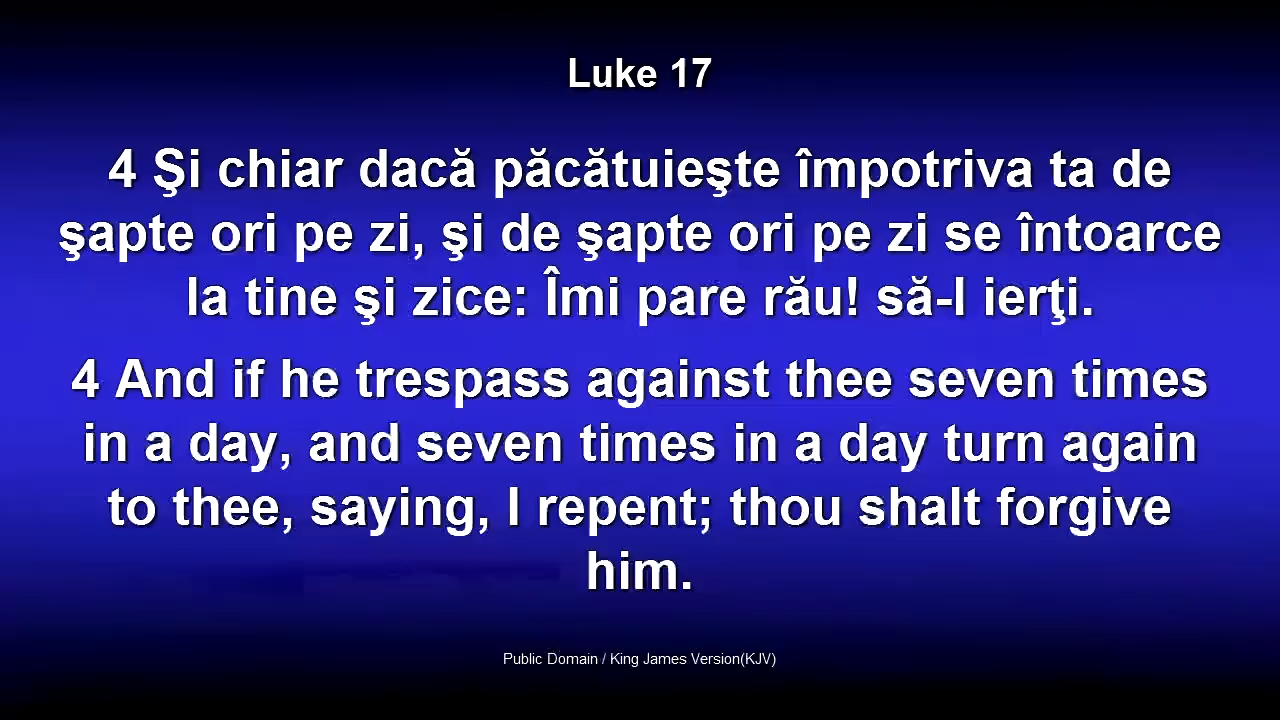 Luke 17
4 Şi chiar dacă păcătuieşte împotriva ta de
şapte ori pe zi, şi de şapte ori pe zi se întoarce
la tine şi zice: Îmi pare rău! să-l ierţi.
4 And if he trespass against thee seven times
in a day, and seven times in a day turn again
to thee, saying, I repent; thou shalt forgive
him.
Public Domain / King James Version(KJV)